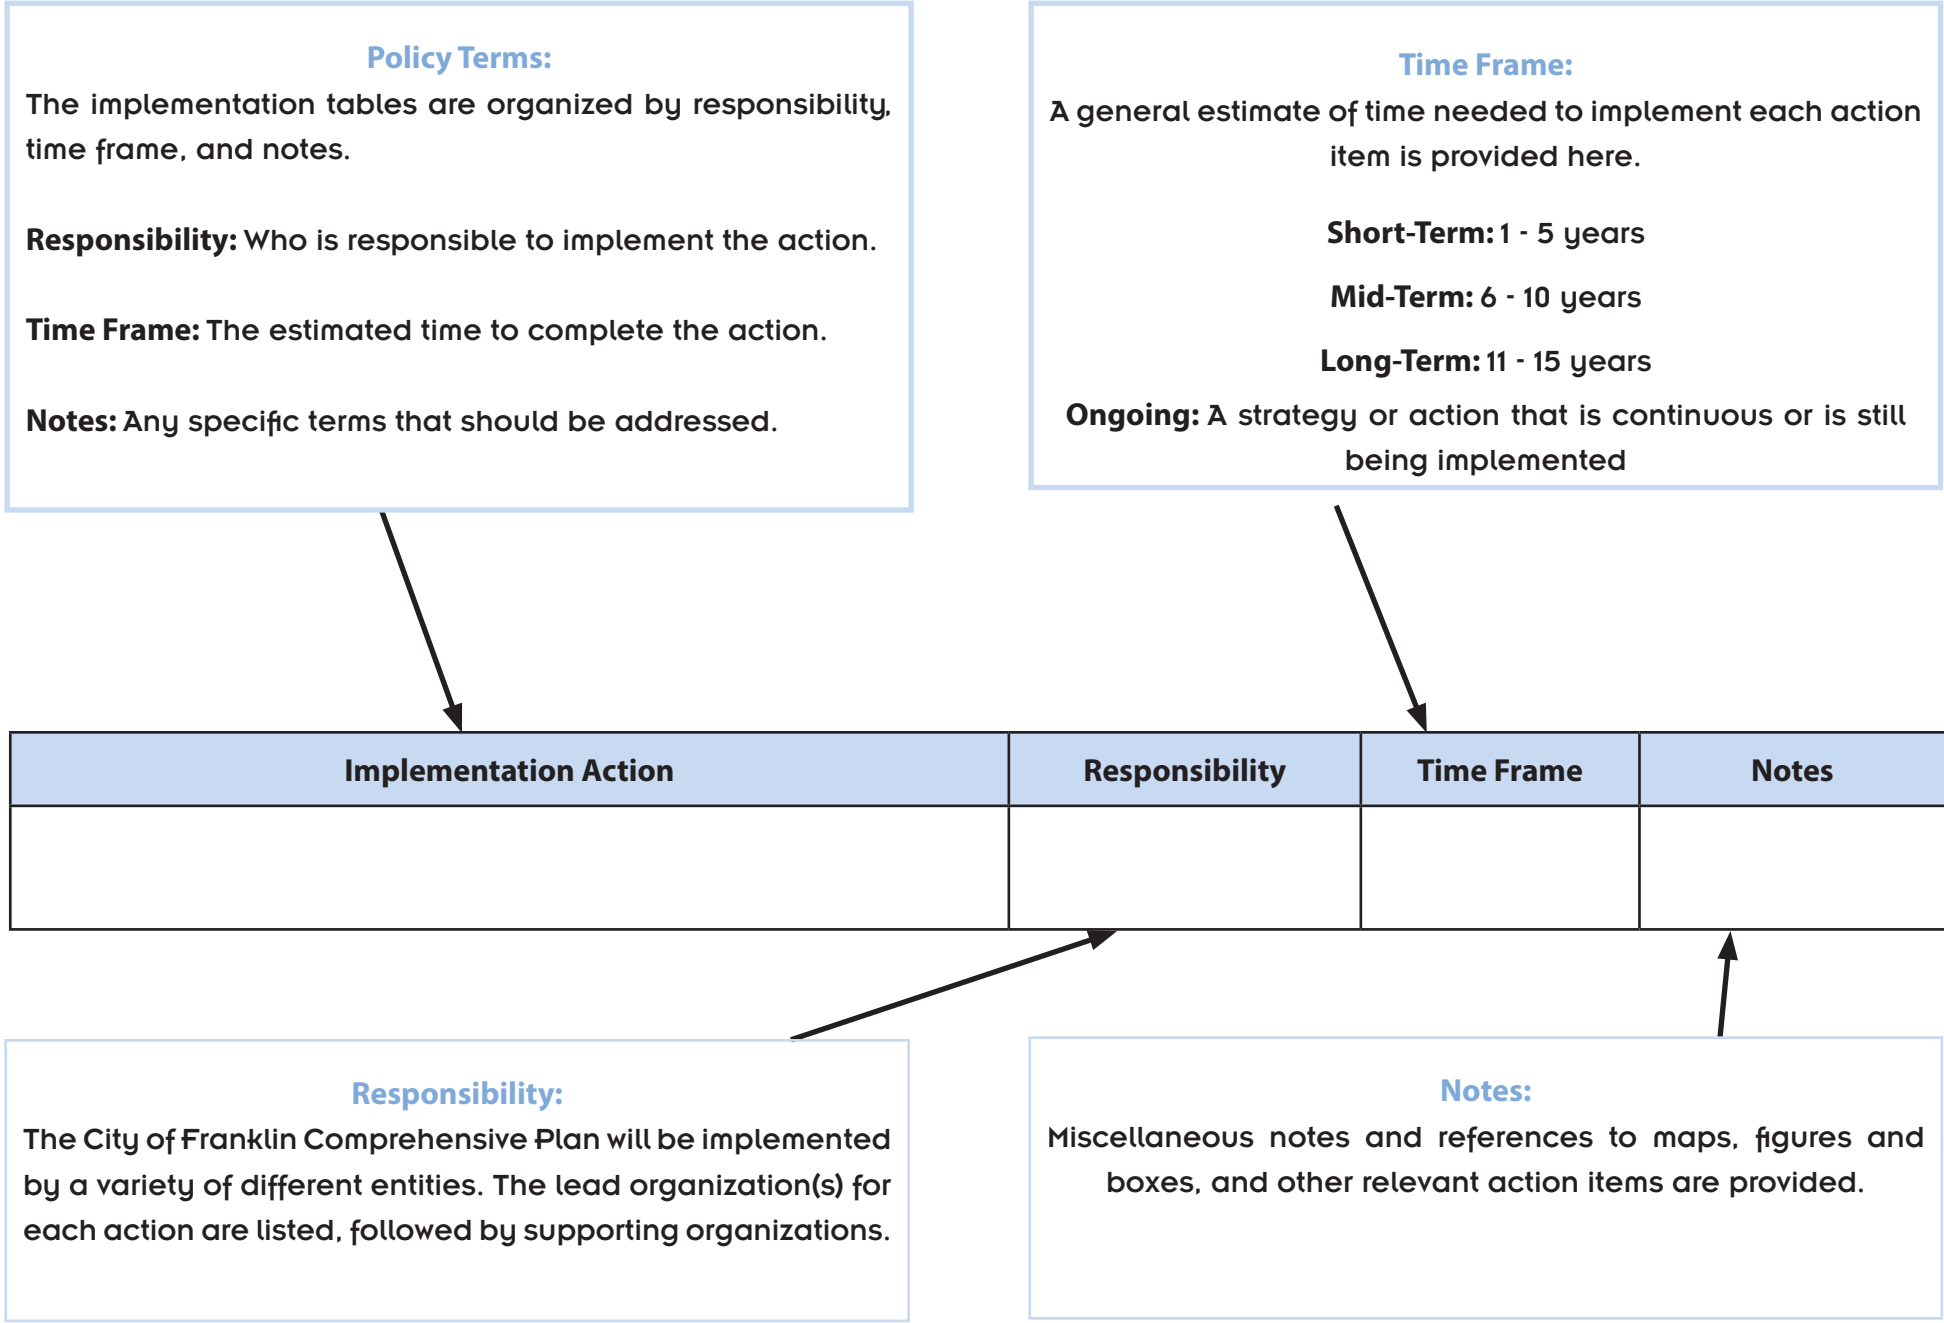 Policy Terms:
The implementation tables are organized by responsibility,
time frame, and notes.
Responsibility: Who is responsible to implement the action.
Time Frame: The estimated time to complete the action.
Notes: Any specific terms that should be addressed.
Time Frame:
A general estimate of time needed to implement each action
item is provided here.
Short-Term: 1 - 5 years
Mid-Term: 6 - 10 years
Long-Term: 11 - 15 years
Ongoing: A strategy or action that is continuous or is still
being implemented
Implementation Action
Responsibility
Time Frame
Notes
Responsibility:
The City of Franklin Comprehensive Plan will be implemented
by a variety of different entities. The lead organization(s) for
each action are listed, followed by supporting organizations.
Notes:
Miscellaneous notes and references to maps, figures and
boxes, and other relevant action items are provided.